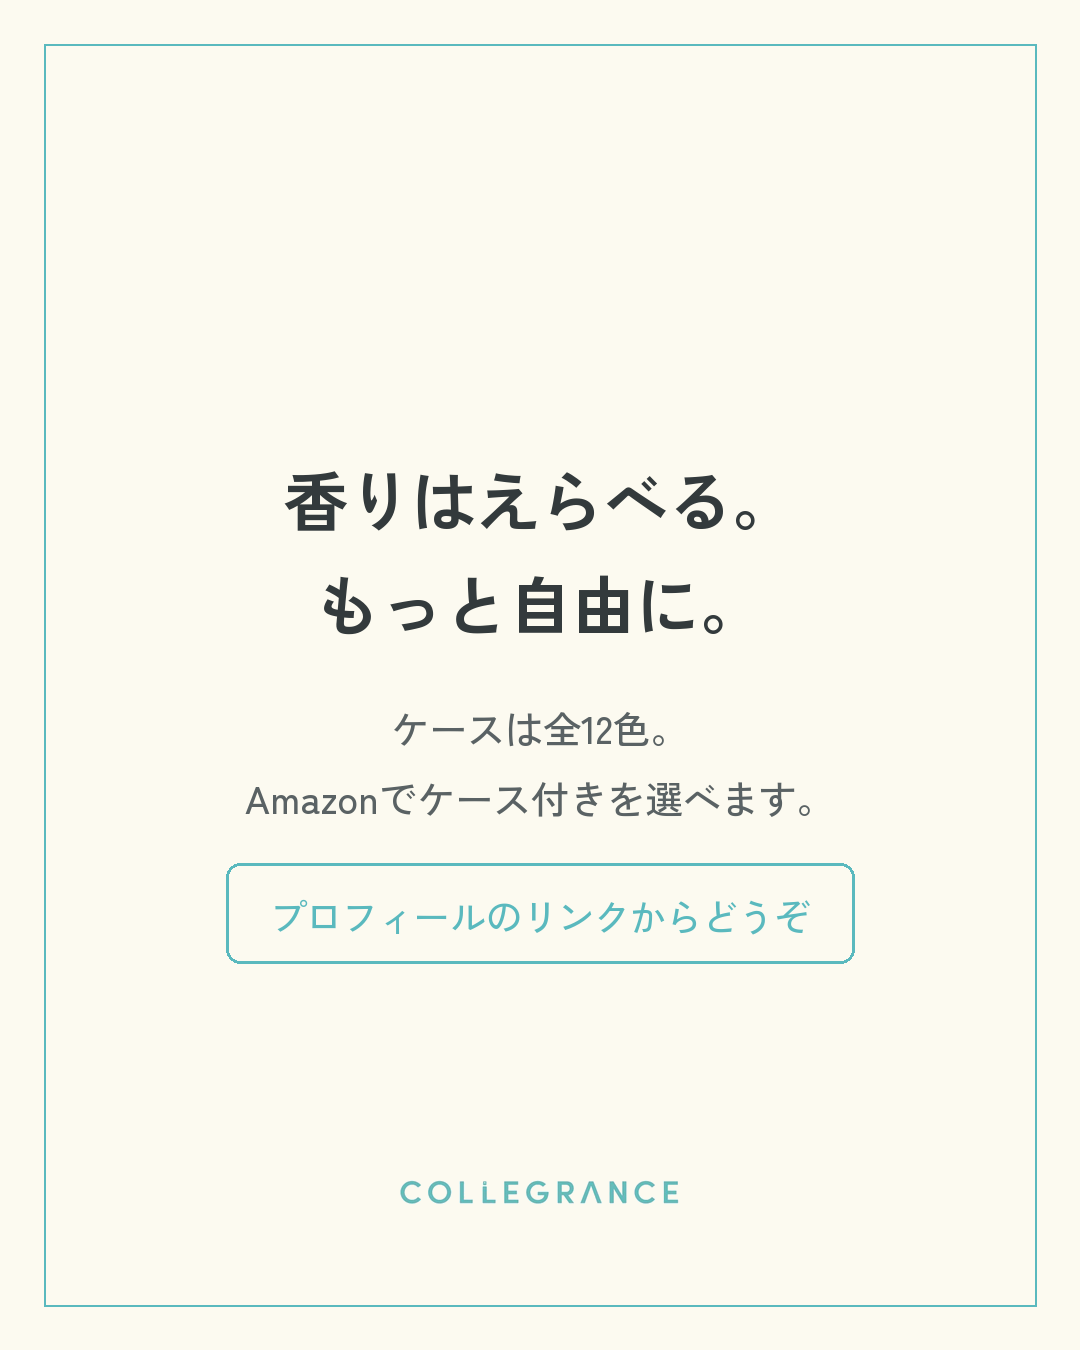 香りはえらべる。
もっと自由に。
ケースは全12色。
Amazonでケース付きを選べます。
プロフィールのリンクからどうぞ
COLLEGRANCE